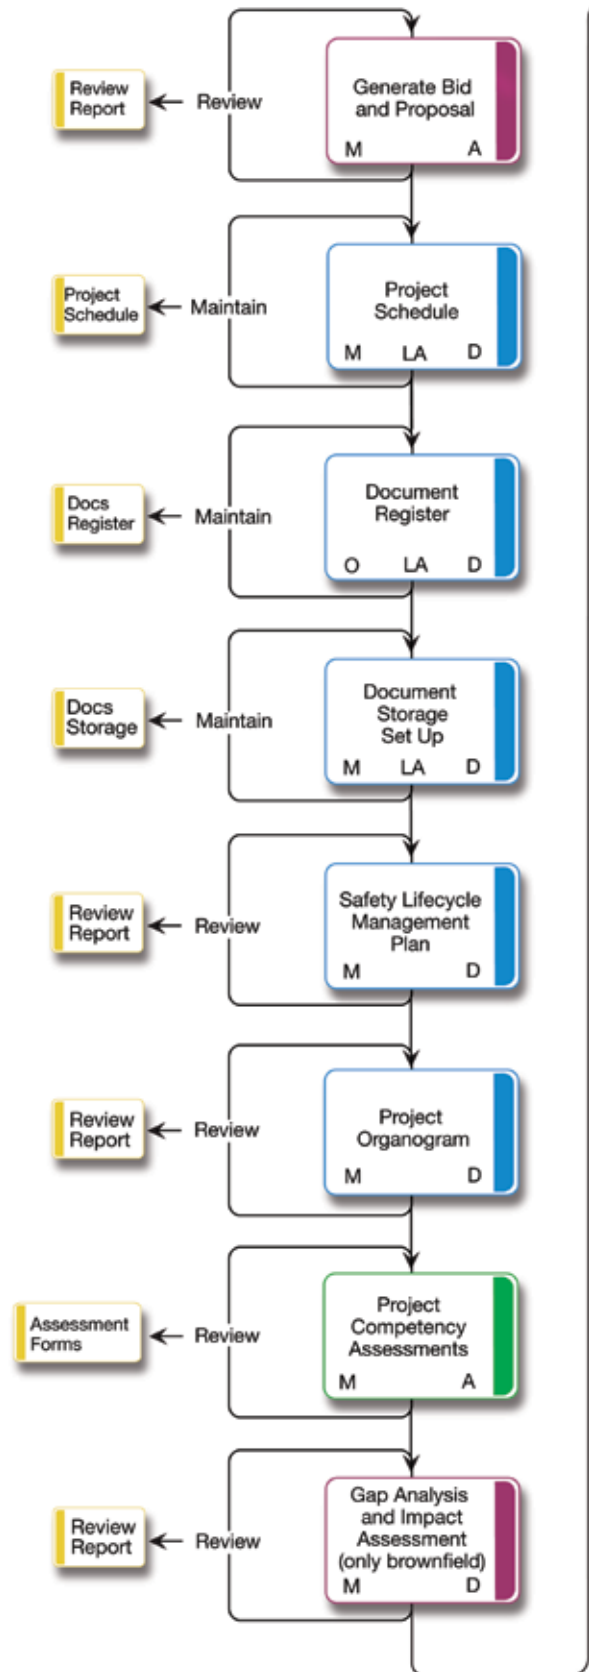 Generate Bid
and Proposal
M A
Review
Report
Review
Project
Schedule
M LA D
Project
Schedule
Maintain
Document
Register
O LA D
Docs
Register
Maintain
Document
Storage
Set Up
M LA D
Docs
Storage
Maintain
Safety Lifecycle
Management
Plan
M D
Review
Report
Review
Project
Organogram
M D
Review
Report
Review
Project
Competency
Assessments
M A
Assessment
Forms
Review
Gap Analysis
and Impact
Assessment
(only brownfield)
M D
Review
Report
Review